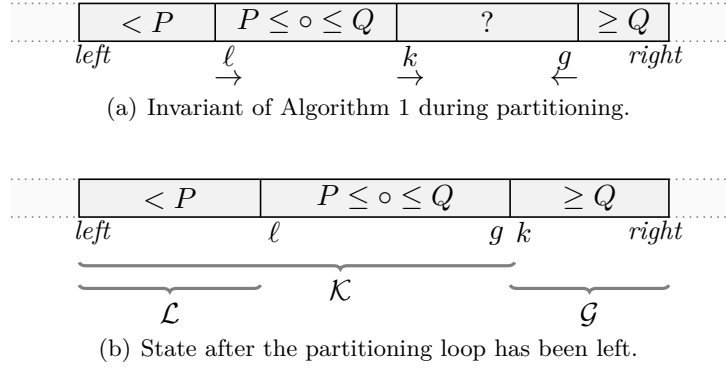 < P P ≤ ∘ ≤ Q ? ≥ Q
left ℓ k g right
→ → ←
(a) Invariant of Algorithm 1 during partitioning.
< P P ≤ ∘ ≤ Q ≥ Q
left ℓ g k right
𝒦
ℒ 𝒢
(b) State after the partitioning loop has been left.